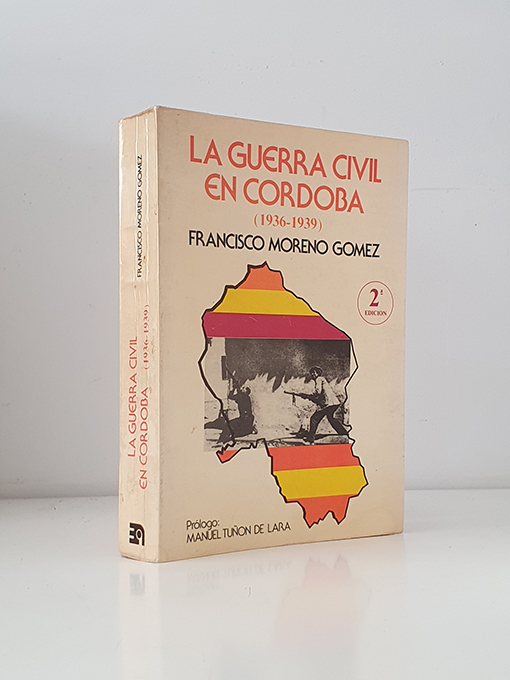 LA GUERRA CIVIL
EN CORDOBA
(1936-1939)
FRANCISCO MORENO GOMEZ
2ª
EDICION
Prólogo:
MANUEL TUÑON DE LARA
FRANCISCO MORENO GOMEZ
LA GUERRA CIVIL
EN CORDOBA (1936-1939)